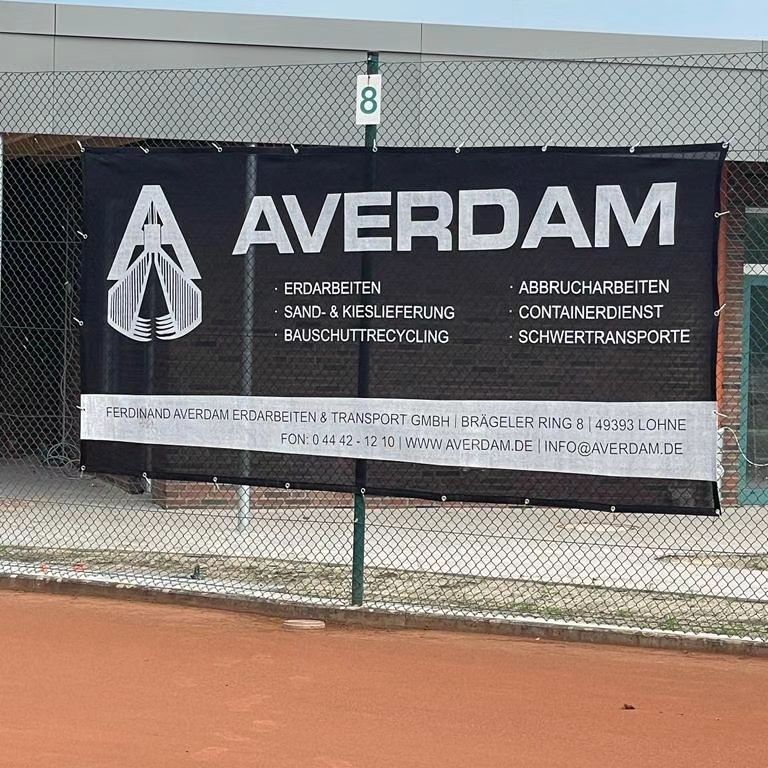 8
AVERDAM
· ERDARBEITEN
· SAND- & KIESLIEFERUNG
· BAUSCHUTTRECYCLING
· ABBRUCHARBEITEN
· CONTAINERDIENST
· SCHWERTRANSPORTE
FERDINAND AVERDAM ERDARBEITEN & TRANSPORT GMBH | BRÄGELER RING 8 | 49393 LOHNE
FON: 0 44 42 - 12 10 | WWW.AVERDAM.DE | INFO@AVERDAM.DE